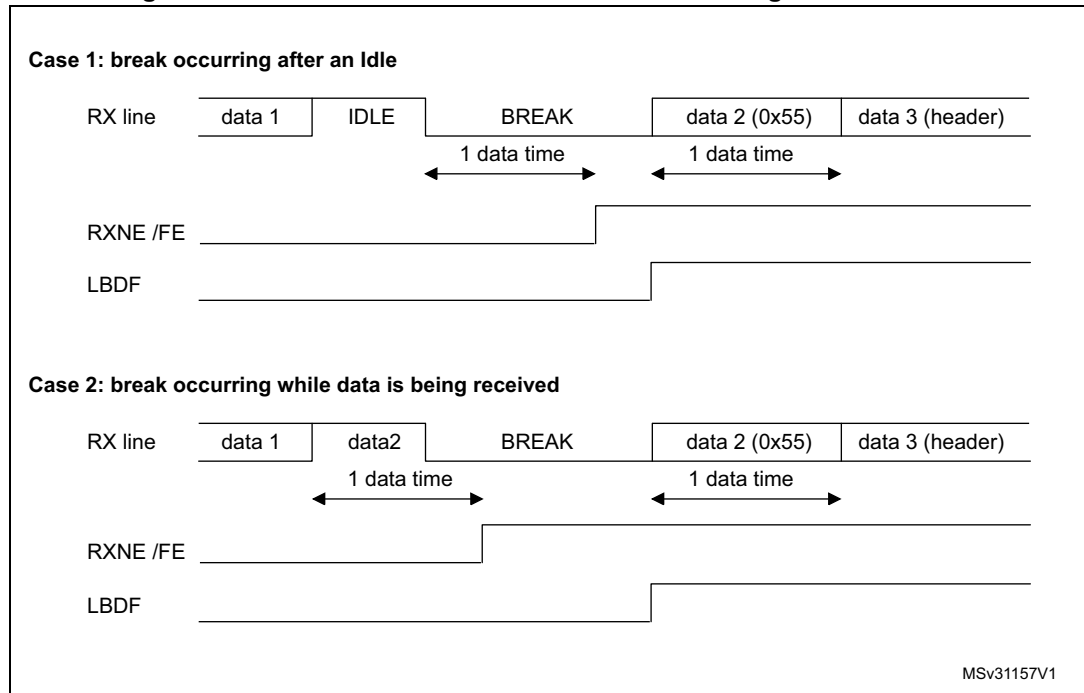 Case 1: break occurring after an Idle
RX line data 1 IDLE BREAK data 2 (0x55) data 3 (header)
1 data time 1 data time
RXNE /FE
LBDF
Case 2: break occurring while data is being received
RX line data 1 data2 BREAK data 2 (0x55) data 3 (header)
1 data time 1 data time
RXNE /FE
LBDF
MSv31157V1